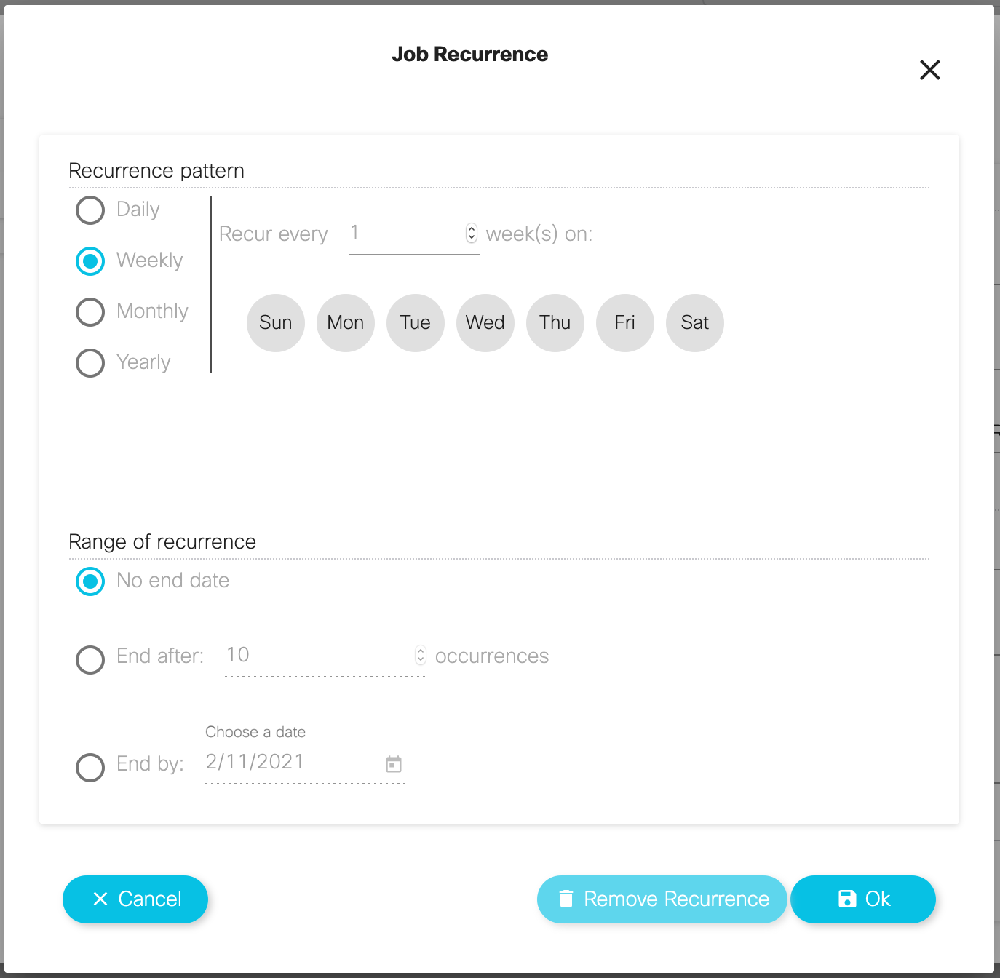 Job Recurrence
Recurrence pattern
Daily
Recur every 1 week(s) on:
Weekly
Monthly
Sun Mon Tue Wed Thu Fri Sat
Yearly
Range of recurrence
No end date
End after: 10 occurrences
Choose a date
End by: 2/11/2021
Cancel Remove Recurrence Ok